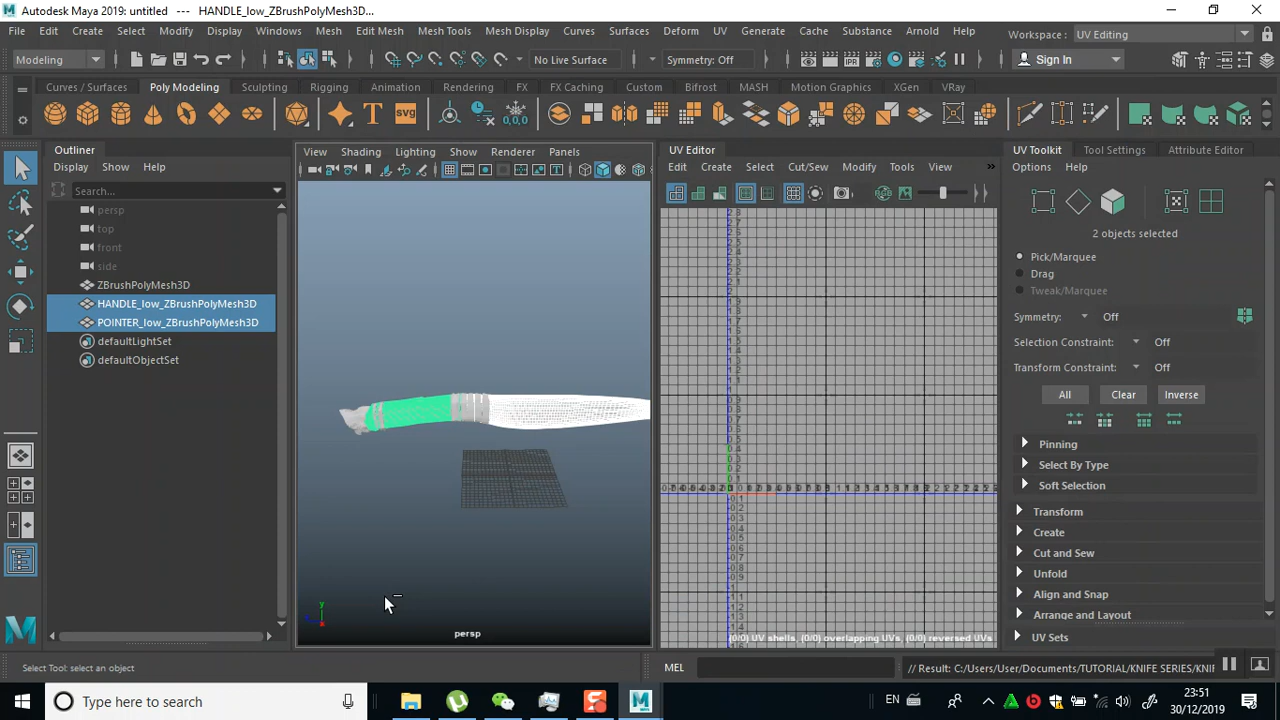 Autodesk Maya 2019: untitled --- HANDLE_low_ZBrushPolyMesh3D...
File Edit Create Select Modify Display Windows Mesh Edit Mesh Mesh Tools Mesh Display Curves Surfaces Deform UV Generate Cache Substance Arnold Help
Workspace : UV Editing
Modeling No Live Surface Symmetry: Off Sign In
Curves / Surfaces Poly Modeling Sculpting Rigging Animation Rendering FX FX Caching Custom Bifrost MASH Motion Graphics XGen VRay
T svg 0,0,0
Outliner
Display Show Help
Search...
persp
top
front
side
ZBrushPolyMesh3D
HANDLE_low_ZBrushPolyMesh3D
POINTER_low_ZBrushPolyMesh3D
defaultLightSet
defaultObjectSet
View Shading Lighting Show Renderer Panels
y
persp
UV Editor
Edit Create Select Cut/Sew Modify Tools View »
(0/0) UV shells, (0/0) overlapping UVs, (0/0) reversed UVs
UV Toolkit Tool Settings Attribute Editor
Options Help
2 objects selected
Pick/Marquee
Drag
Tweak/Marquee
Symmetry: Off
Selection Constraint: Off
Transform Constraint: Off
All Clear Inverse
Pinning
Select By Type
Soft Selection
Transform
Create
Cut and Sew
Unfold
Align and Snap
Arrange and Layout
UV Sets
Select Tool: select an object
MEL
// Result: C:/Users/User/Documents/TUTORIAL/KNIFE SERIES/KNIF
Type here to search
EN
23:51
30/12/2019